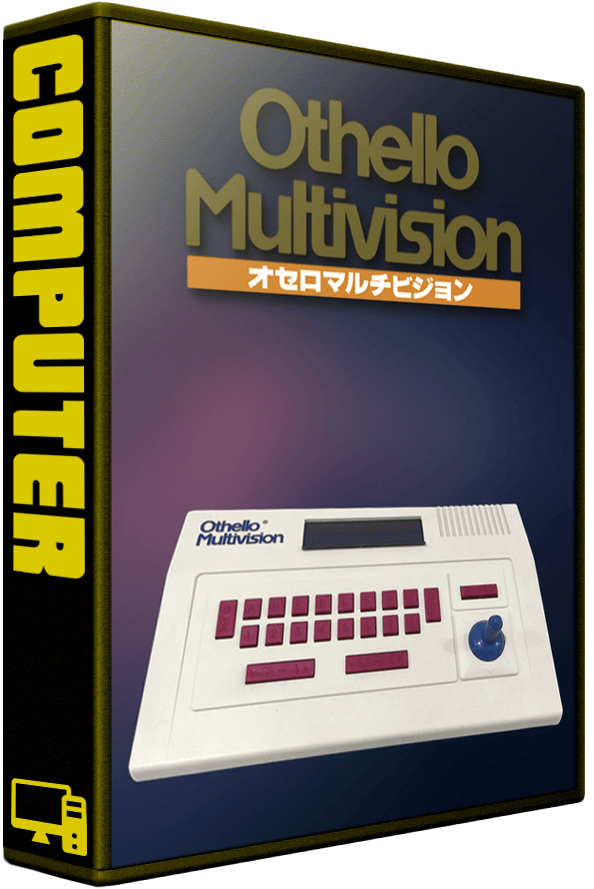 COMPUTER
Othello
Multivision
オセロマルチビジョン
Othello®
Multivision